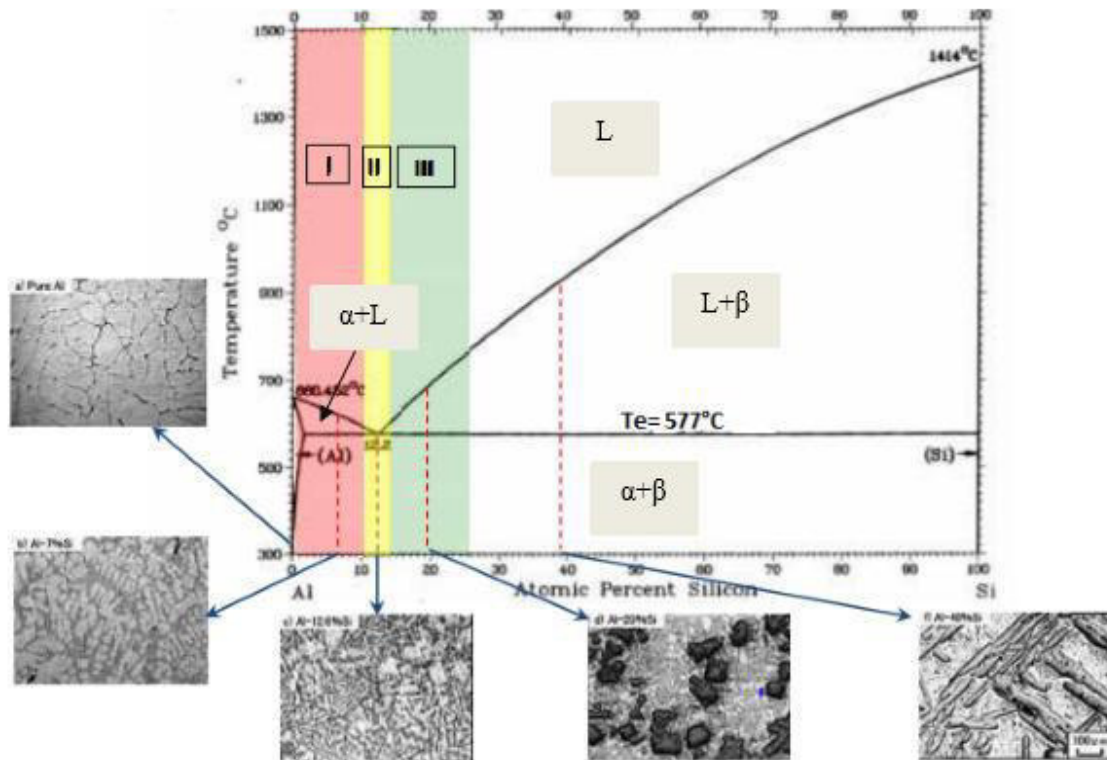 0 10 20 30 40 50 60 70 80 90 100
1500
1414°C
L
1300
I II III
1100
Temperature °C
a) Pure Al
900
α+L
L+β
700
660.452°C
Te= 577°C
12.2
(Al)
(Si)
500
α+β
b) Al-7%Si
300
0 10 20 30 40 50 60 70 80 90 100
Al Atomic Percent Silicon Si
c) Al-12.6%Si
d) Al-20%Si
f) Al-40%Si
100μm